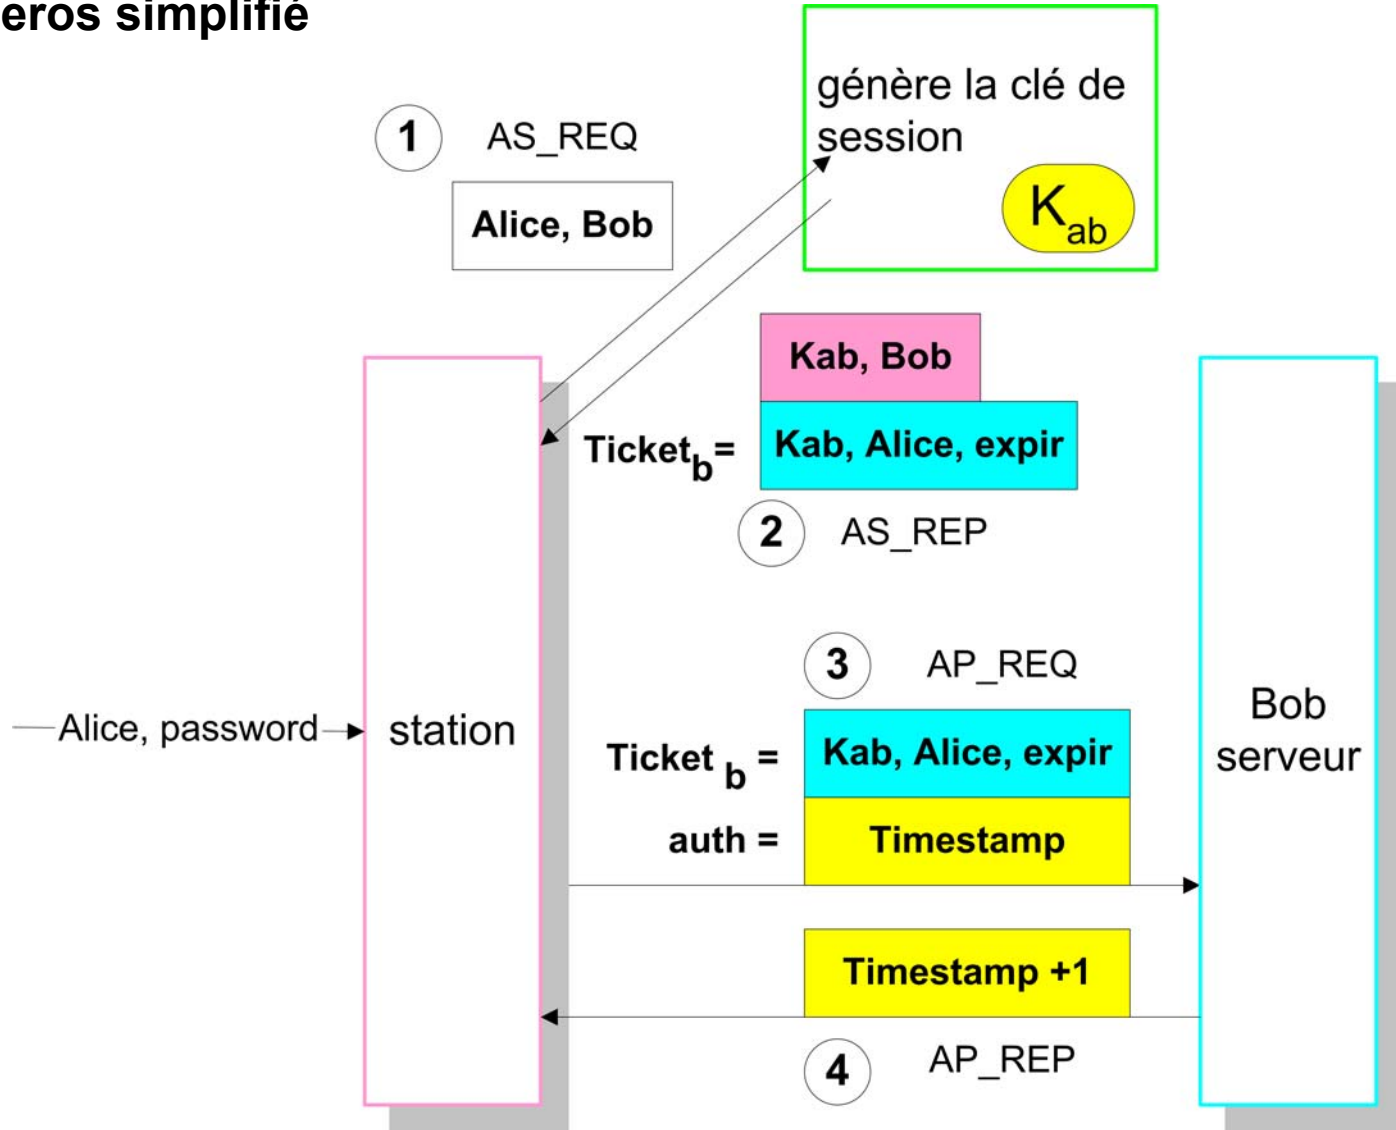 eros simplifié
génère la clé de
session
1 AS_REQ
Alice, Bob
Kab
Kab, Bob
Ticketb= Kab, Alice, expir
2 AS_REP
3 AP_REQ
Alice, password
station
Bob
serveur
Ticket b = Kab, Alice, expir
auth = Timestamp
Timestamp +1
4 AP_REP